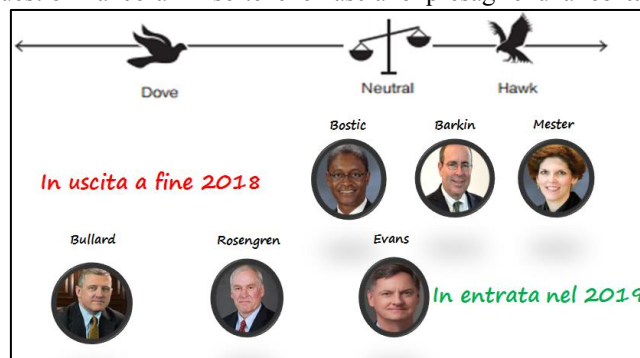 Dove
Neutral
Hawk
Bostic
Barkin
Mester
In uscita a fine 2018
Bullard
Rosengren
Evans
In entrata nel 2019